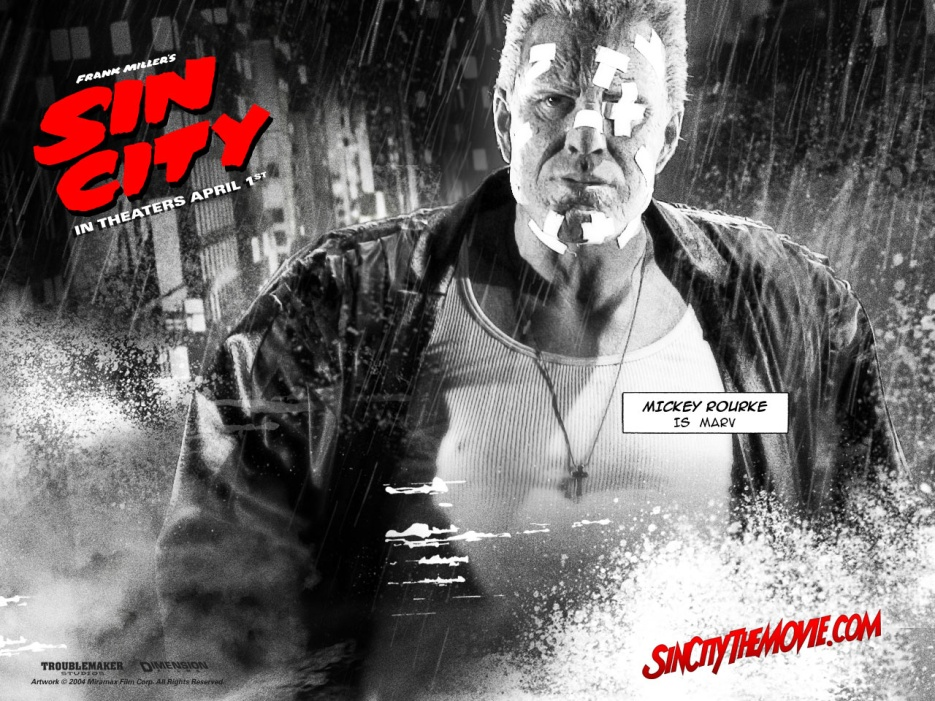 FRANK MILLER'S
SIN
CITY
IN THEATERS APRIL 1ST
MICKEY ROURKE
IS MARV
SINCITYTHEMOVIE.COM
TROUBLEMAKER DIMENSION
STUDIOS
Artwork © 2004 Miramax Film Corp. All Rights Reserved.